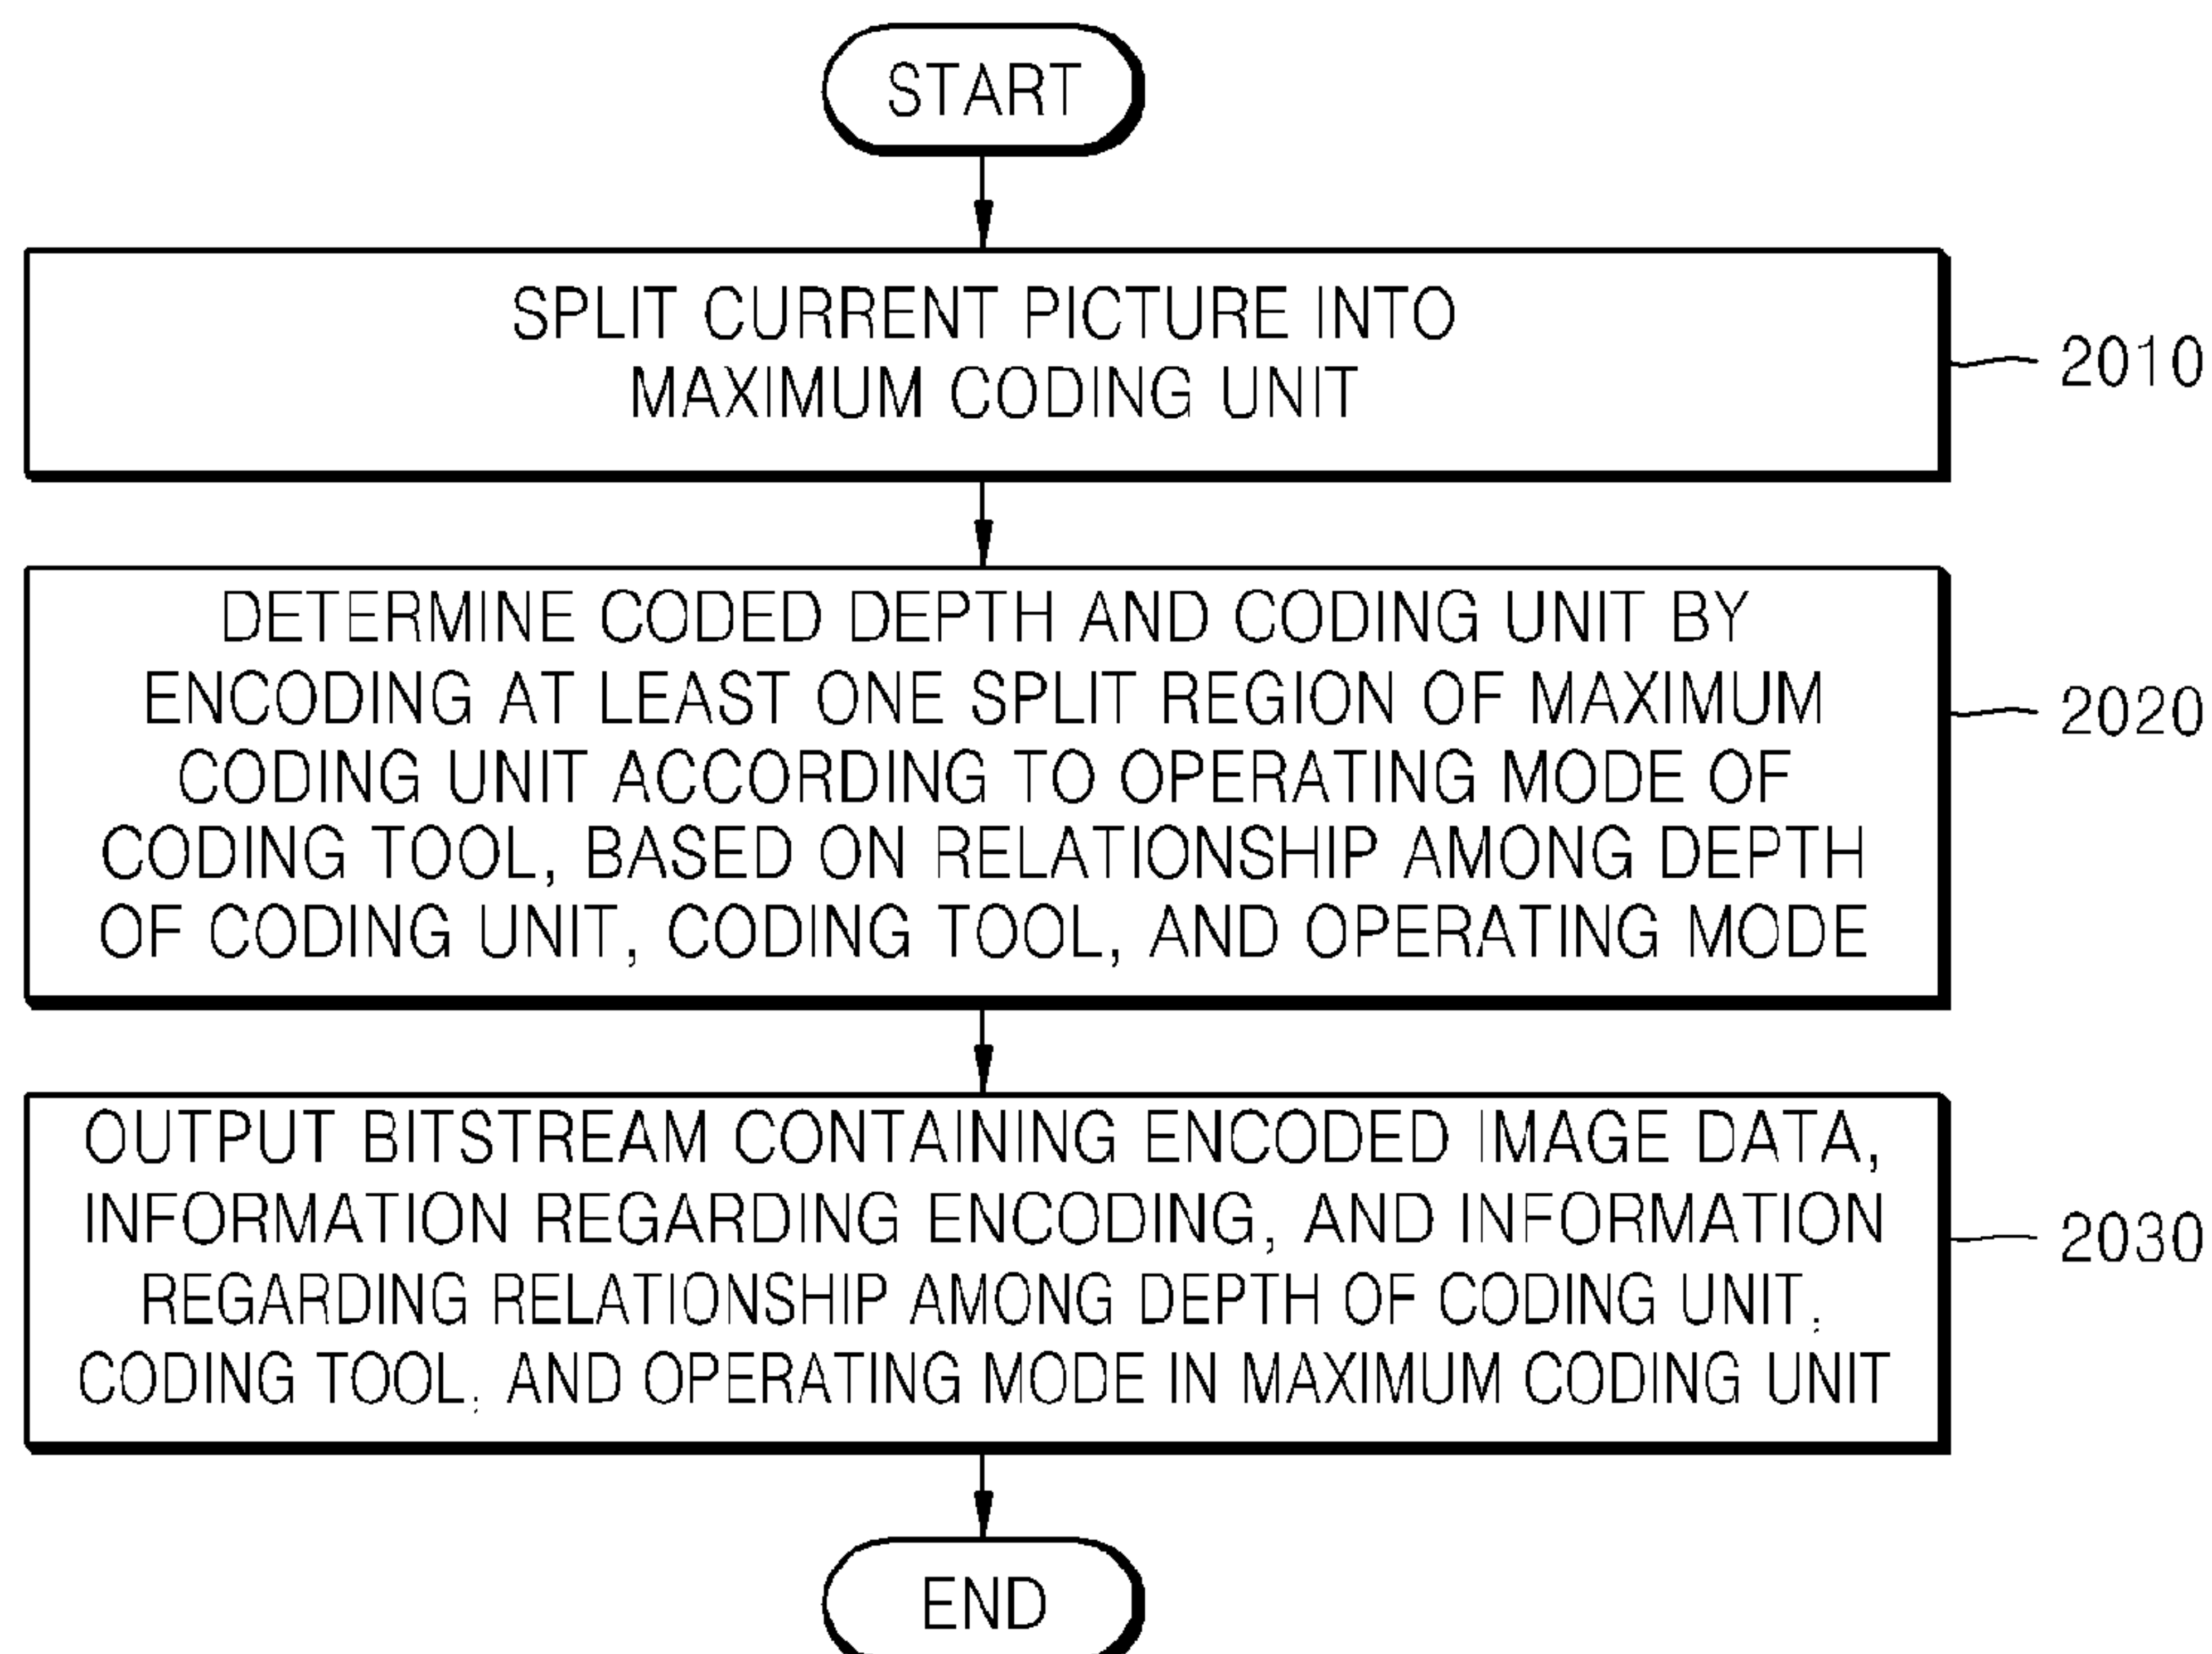 START
SPLIT CURRENT PICTURE INTO
MAXIMUM CODING UNIT
2010
DETERMINE CODED DEPTH AND CODING UNIT BY
ENCODING AT LEAST ONE SPLIT REGION OF MAXIMUM
CODING UNIT ACCORDING TO OPERATING MODE OF
CODING TOOL, BASED ON RELATIONSHIP AMONG DEPTH
OF CODING UNIT, CODING TOOL, AND OPERATING MODE
2020
OUTPUT BITSTREAM CONTAINING ENCODED IMAGE DATA,
INFORMATION REGARDING ENCODING, AND INFORMATION
REGARDING RELATIONSHIP AMONG DEPTH OF CODING UNIT,
CODING TOOL, AND OPERATING MODE IN MAXIMUM CODING UNIT
2030
END